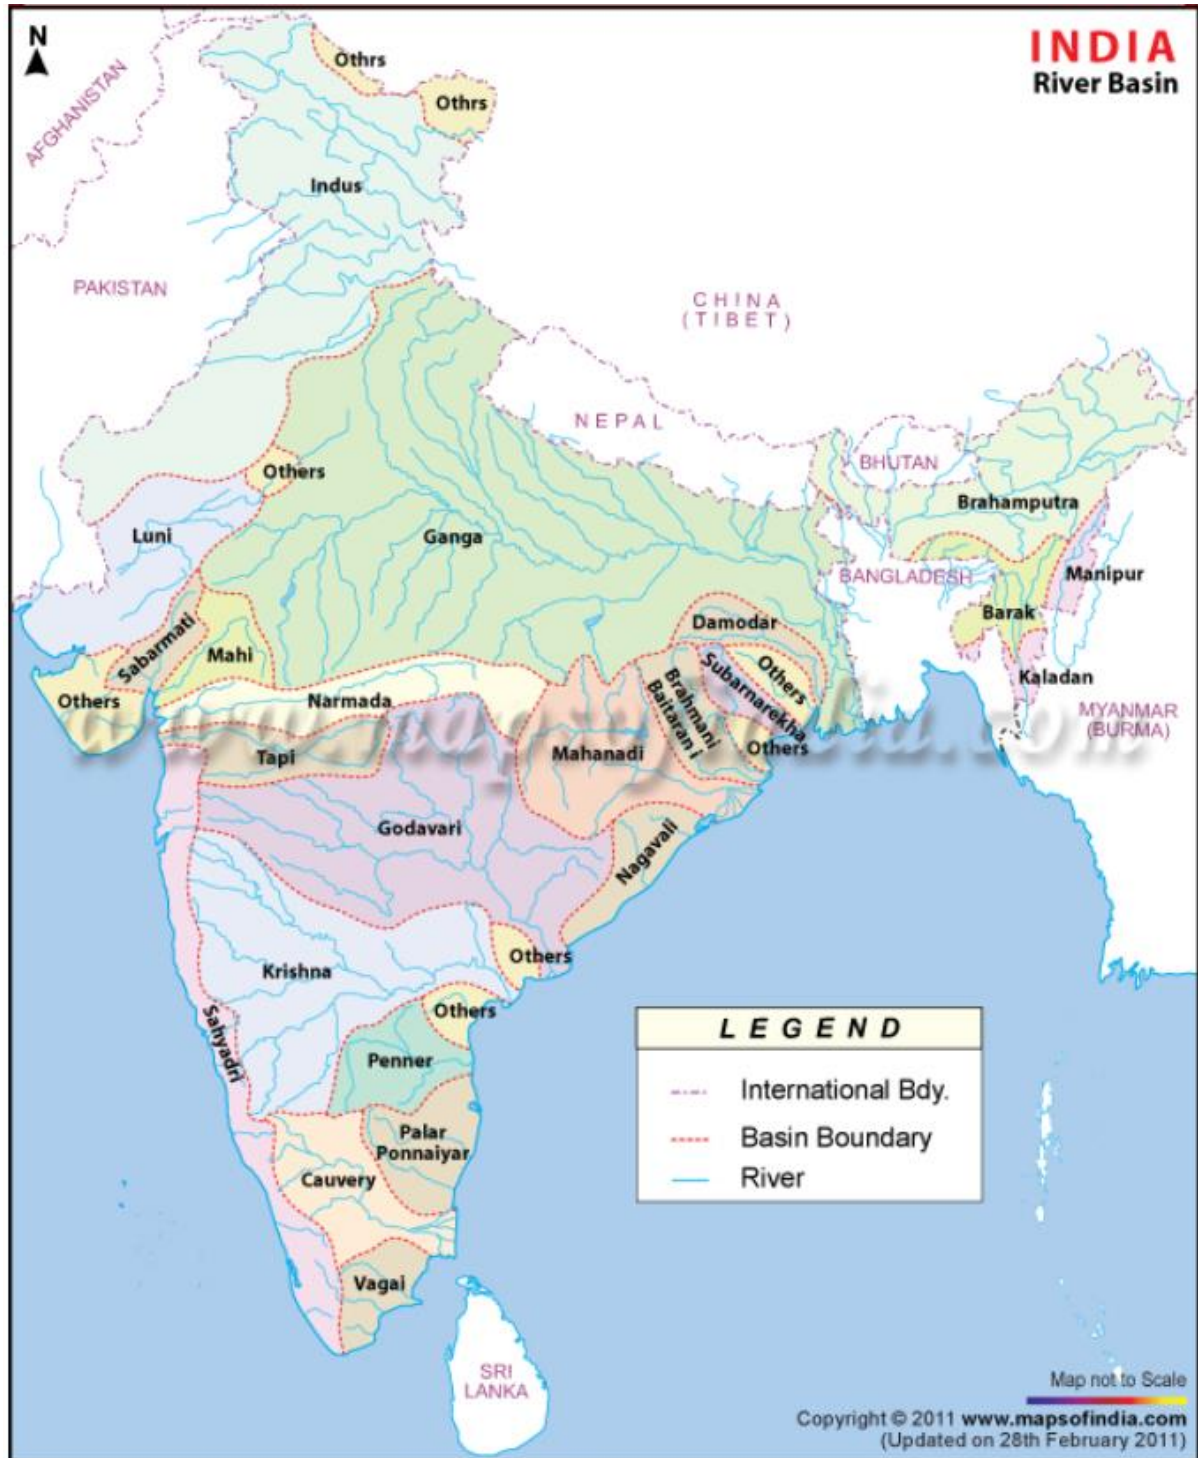 N
INDIA
River Basin
AFGHANISTAN
Othrs
Othrs
Indus
PAKISTAN
CHINA
(TIBET)
NEPAL
BHUTAN
Others
Brahamputra
Luni
Ganga
BANGLADESH
Manipur
Barak
Damodar
Sabarmati
Mahi
Others
Subarnarekha
Kaladan
Brahmani
Baitarani
Others
Narmada
MYANMAR
(BURMA)
www.mapsofindia.com
Others
Tapi
Mahanadi
Godavari
Nagavali
Others
Krishna
Others
Sahyadri
Penner
LEGEND
International Bdy.
Basin Boundary
River
Palar
Ponnaiyar
Cauvery
Vagai
SRI
LANKA
Map not to Scale
Copyright © 2011 www.mapsofindia.com
(Updated on 28th February 2011)